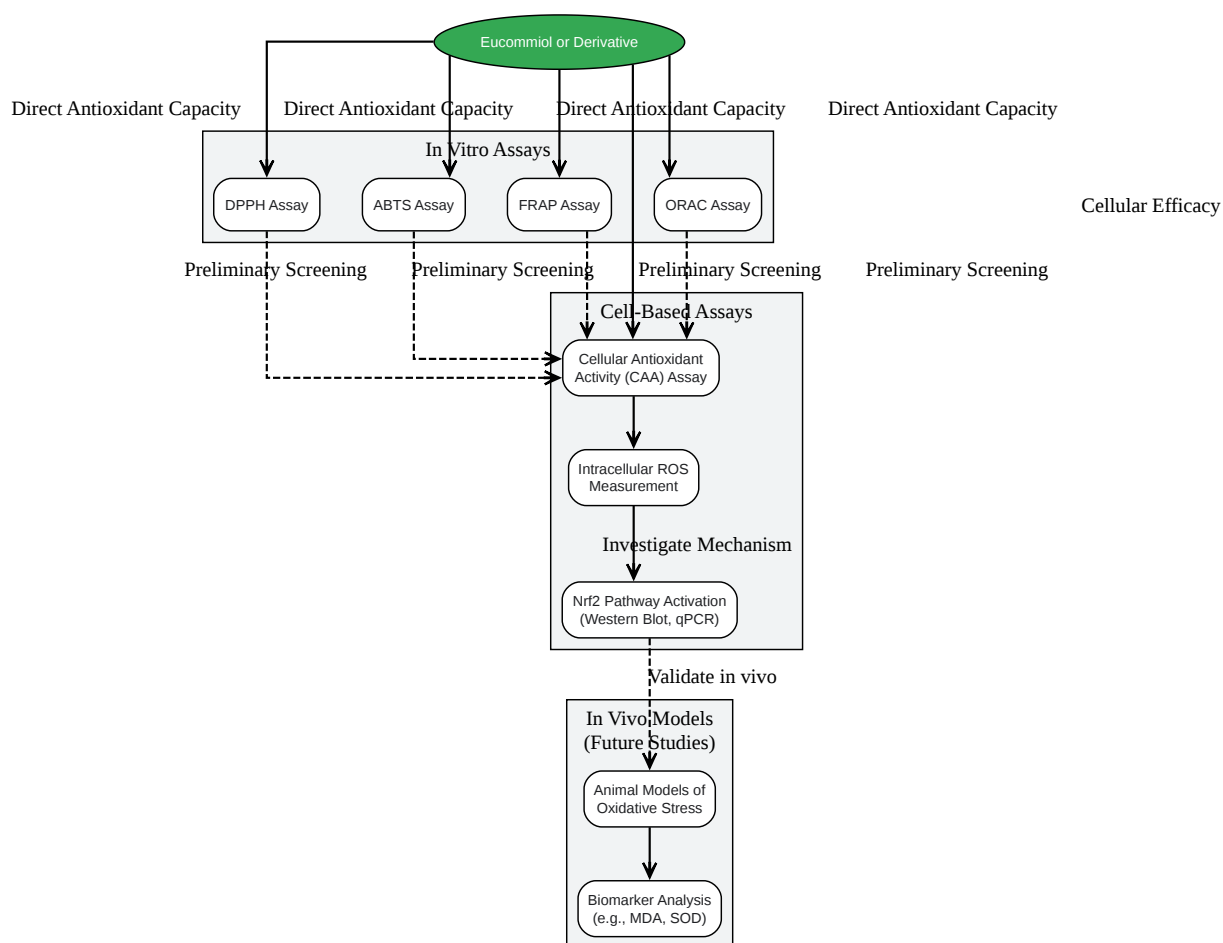 Eucommiol or Derivative
Direct Antioxidant Capacity
Direct Antioxidant Capacity
Direct Antioxidant Capacity
Direct Antioxidant Capacity
In Vitro Assays
DPPH Assay
ABTS Assay
FRAP Assay
ORAC Assay
Cellular Efficacy
Preliminary Screening
Preliminary Screening
Preliminary Screening
Preliminary Screening
Cell-Based Assays
Cellular Antioxidant
Activity (CAA) Assay
Intracellular ROS
Measurement
Investigate Mechanism
Nrf2 Pathway Activation
(Western Blot, qPCR)
Validate in vivo
In Vivo Models
(Future Studies)
Animal Models of
Oxidative Stress
Biomarker Analysis
(e.g., MDA, SOD)